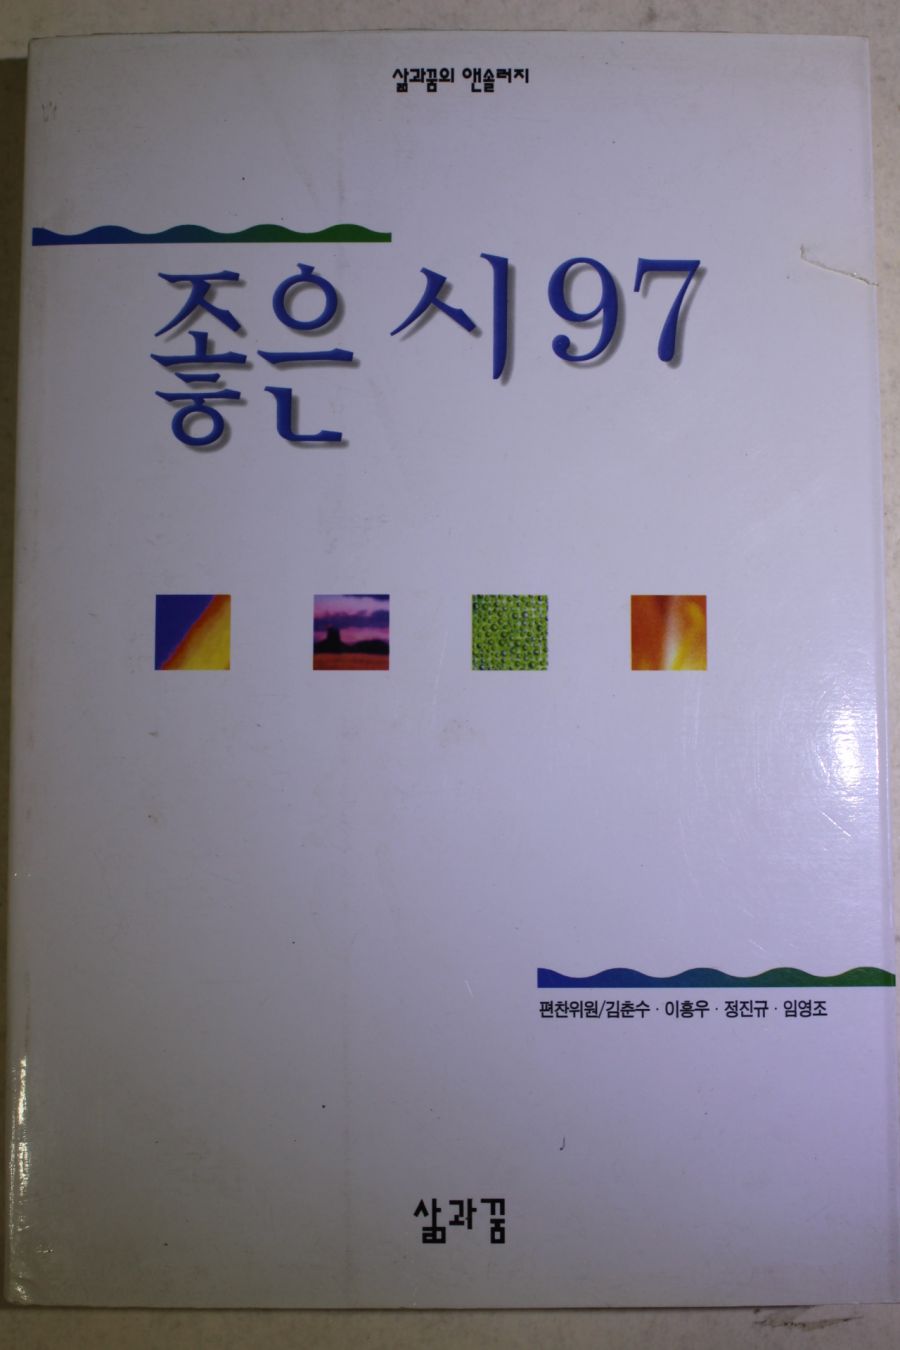 삶과꿈의 앤솔러지
좋은 시 97
편찬위원/김춘수 · 이흥우 · 정진규 · 임영조
삶과꿈